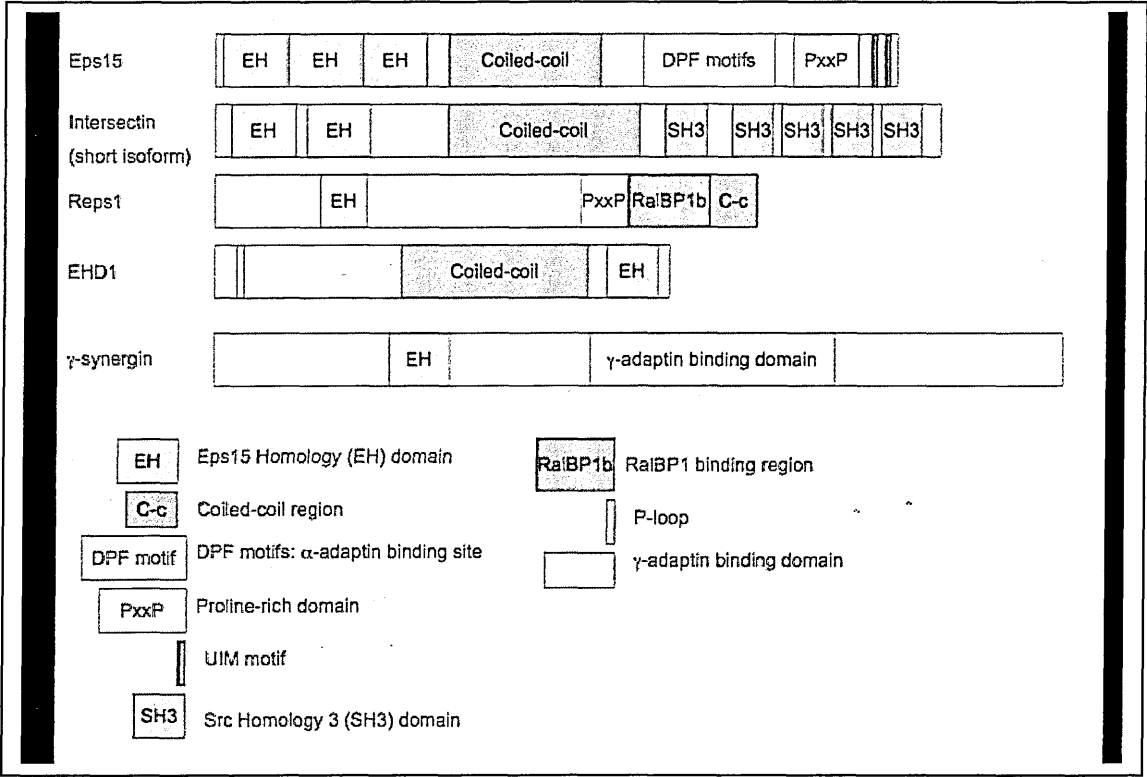 Eps15 EH EH EH Coiled-coil DPF motifs PxxP
Intersectin
(short isoform) EH EH Coiled-coil SH3 SH3 SH3 SH3 SH3
Reps1 EH PxxP RalBP1b C-c
EHD1 Coiled-coil EH
γ-synergin EH γ-adaptin binding domain
EH Eps15 Homology (EH) domain
C-c Coiled-coil region
DPF motif DPF motifs: α-adaptin binding site
PxxP Proline-rich domain
UIM motif
SH3 Src Homology 3 (SH3) domain
RalBP1b RalBP1 binding region
P-loop
γ-adaptin binding domain